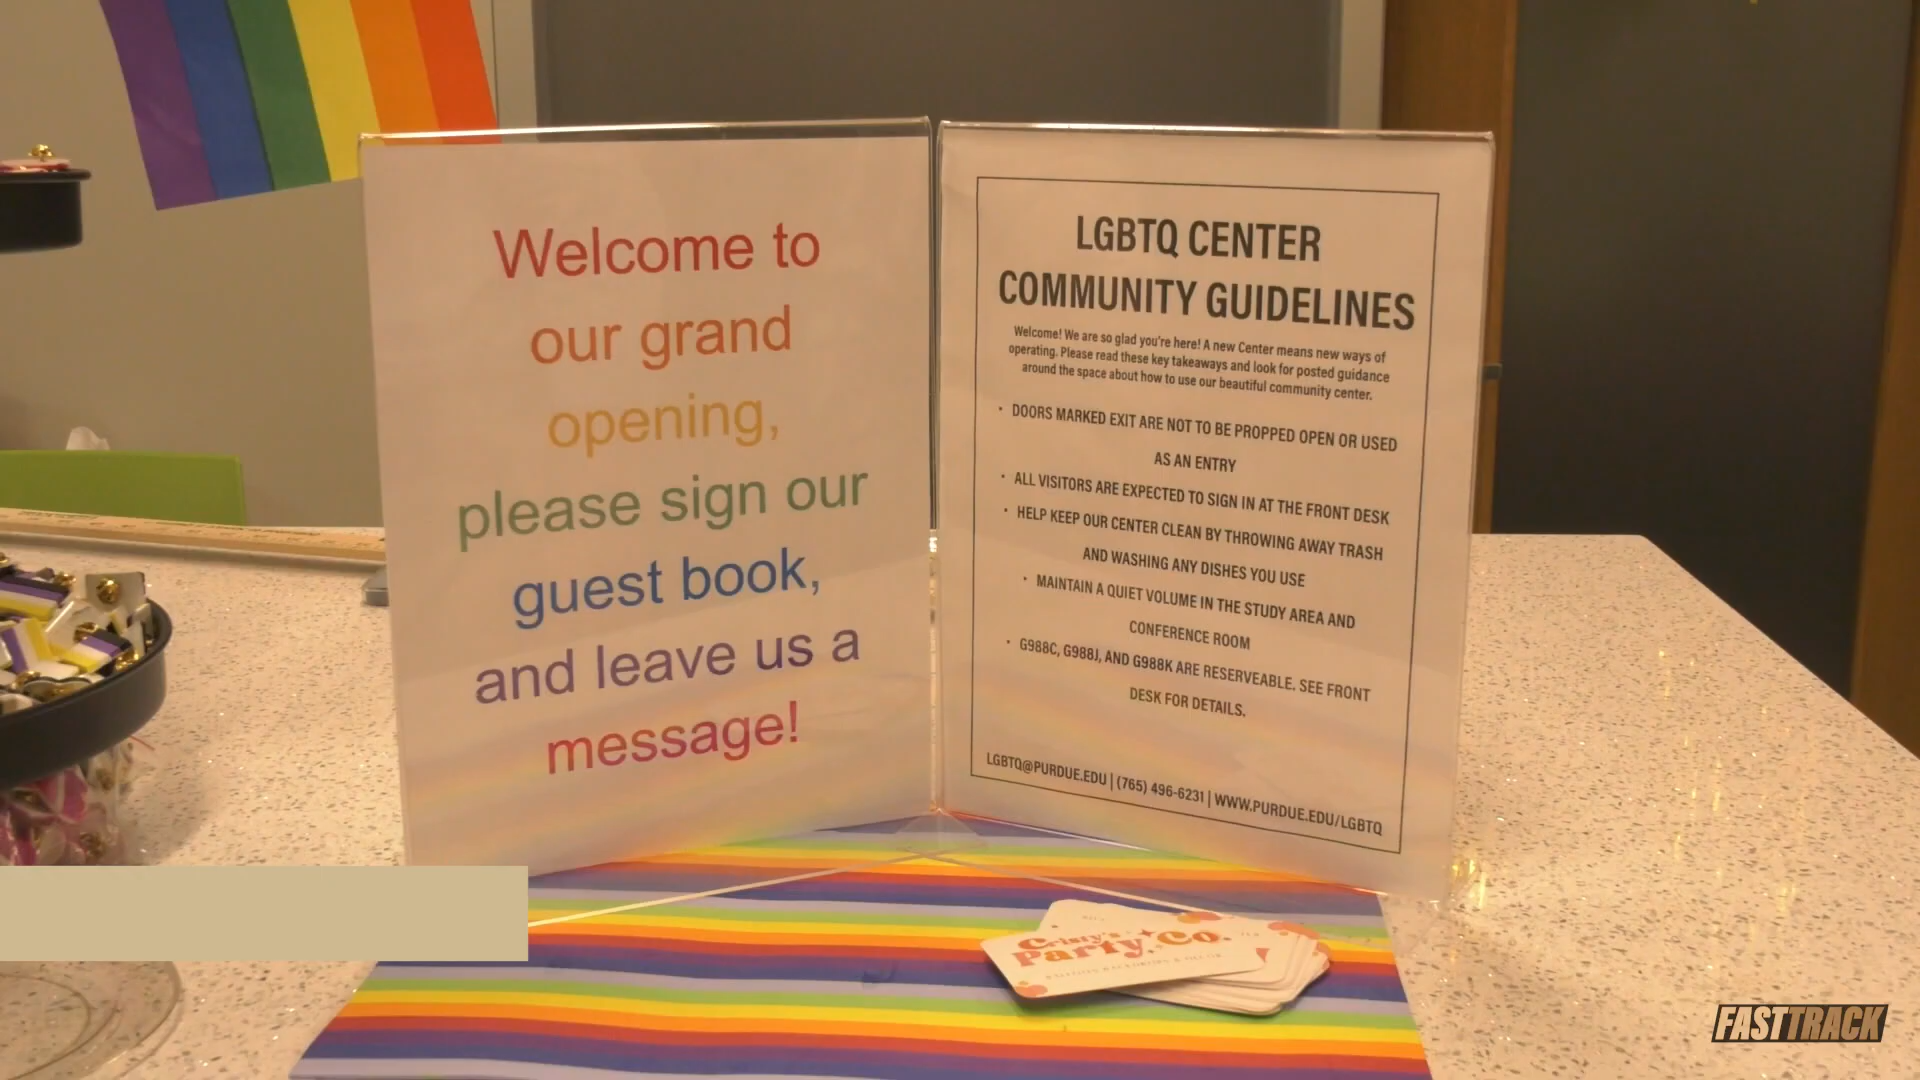 Welcome to
our grand
opening,
please sign our
guest book,
and leave us a
message!
LGBTQ CENTER
COMMUNITY GUIDELINES
Welcome! We are so glad you're here! A new Center means new ways of
operating. Please read these key takeaways and look for posted guidance
around the space about how to use our beautiful community center.
• DOORS MARKED EXIT ARE NOT TO BE PROPPED OPEN OR USED
AS AN ENTRY
• ALL VISITORS ARE EXPECTED TO SIGN IN AT THE FRONT DESK
• HELP KEEP OUR CENTER CLEAN BY THROWING AWAY TRASH
AND WASHING ANY DISHES YOU USE
• MAINTAIN A QUIET VOLUME IN THE STUDY AREA AND
CONFERENCE ROOM
• G988C, G988J, AND G988K ARE RESERVEABLE. SEE FRONT
DESK FOR DETAILS.
LGBTQ@PURDUE.EDU | (765) 496-6231 | WWW.PURDUE.EDU/LGBTQ
Cristy's
Party Co.
FASTTRACK